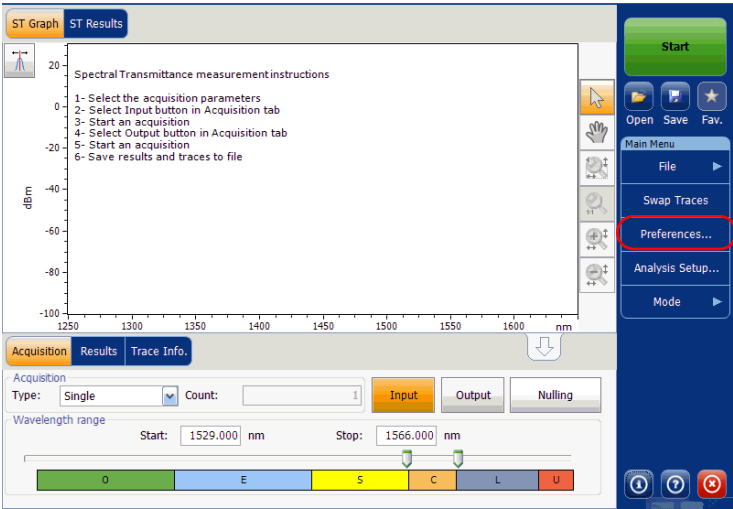 ST Graph ST Results
Start
Open Save Fav.
Main Menu
File
Swap Traces
Preferences...
Analysis Setup...
Mode
Spectral Transmittance measurement instructions
1- Select the acquisition parameters
2- Select Input button in Acquisition tab
3- Start an acquisition
4- Select Output button in Acquisition tab
5- Start an acquisition
6- Save results and traces to file
20
0
-20
-40
-60
-80
-100
dBm
1250 1300 1350 1400 1450 1500 1550 1600 nm
1:1
Acquisition Results Trace Info.
Acquisition
Type: Single Count: 1 Input Output Nulling
Wavelength range
Start: 1529.000 nm Stop: 1566.000 nm
O E S C L U